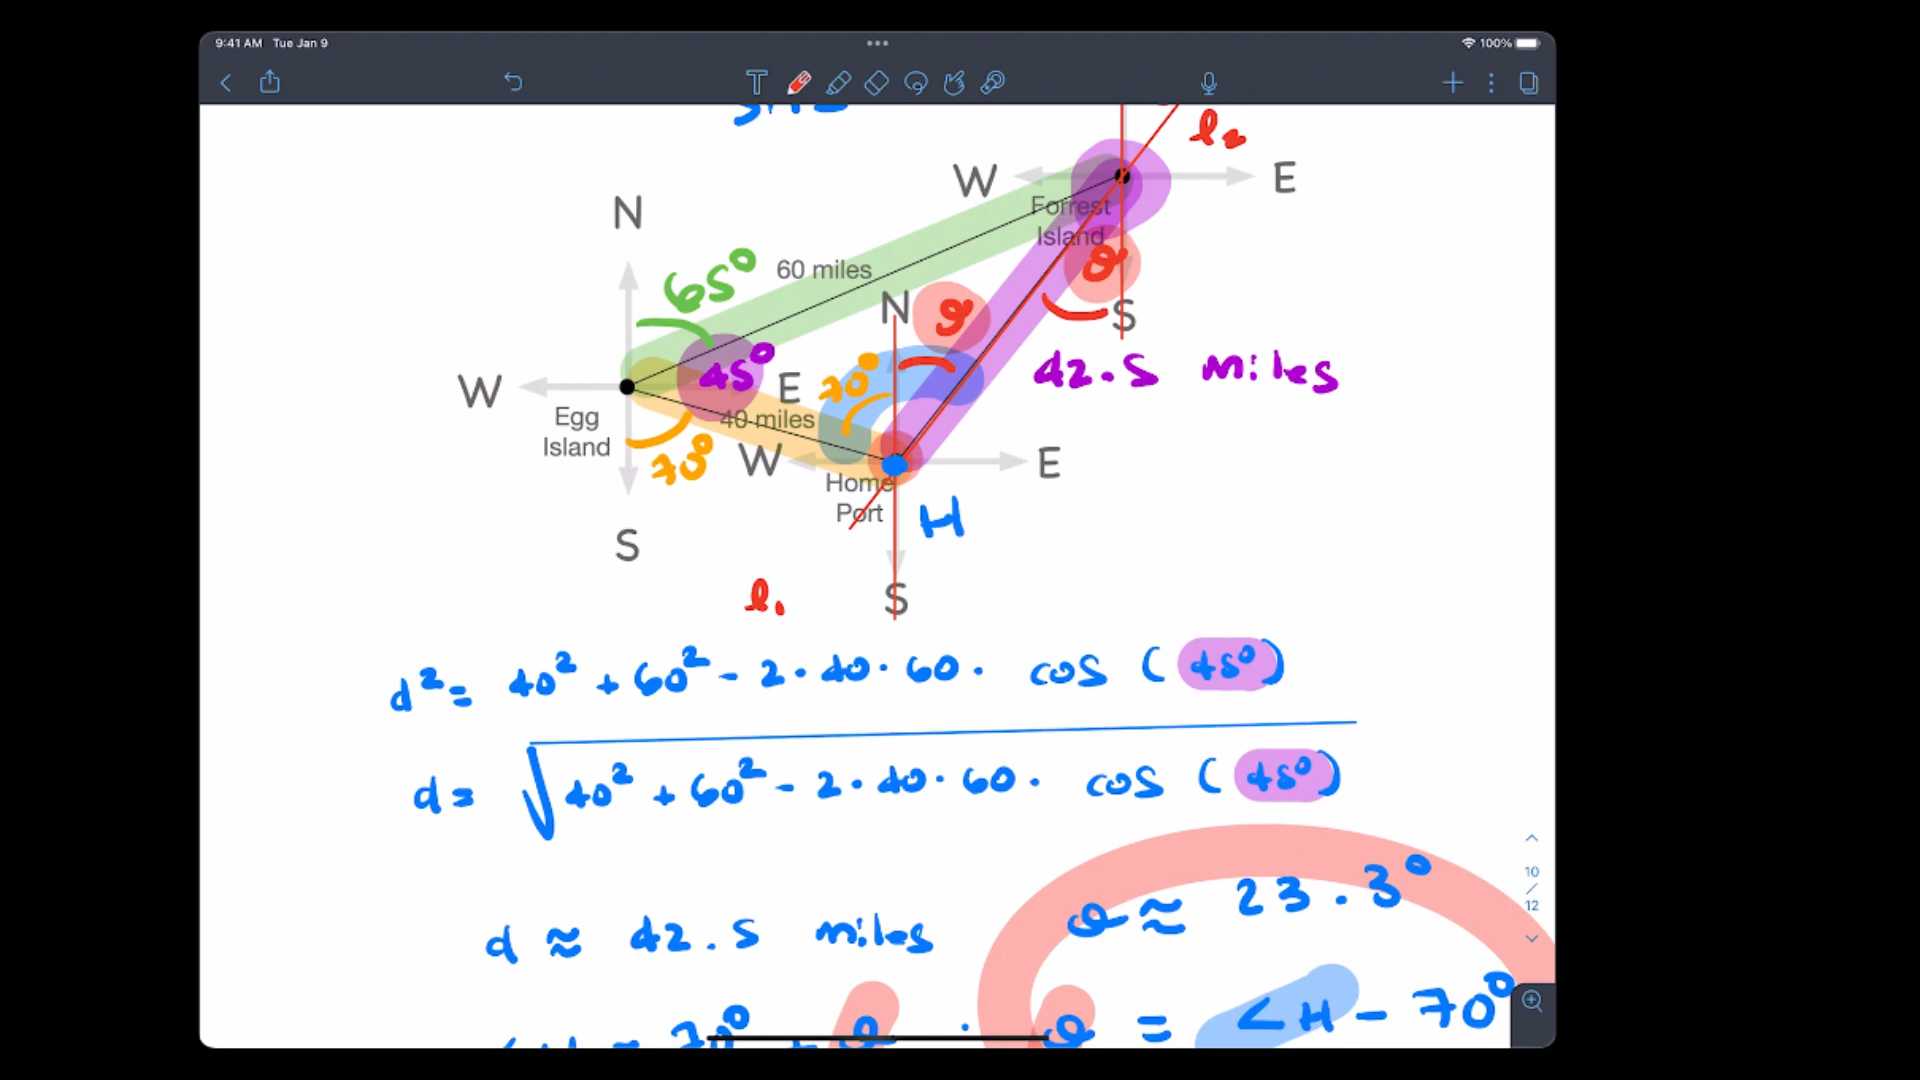 9:41 AM Tue Jan 9
100%
T
l₂
W
E
Forrest
Island
N
65°
60 miles
θ
N
θ
S
45°
E
70°
42.5 miles
W
Egg
Island
40 miles
70°
W
E
Home
Port
H
S
l₁
S
d² = 40² + 60² - 2 · 40 · 60 · cos (45°)
d = √40² + 60² - 2 · 40 · 60 · cos (45°)
θ ≈ 23.3°
10
/
12
d ≈ 42.5 miles
70° + θ
θ = <H - 70°